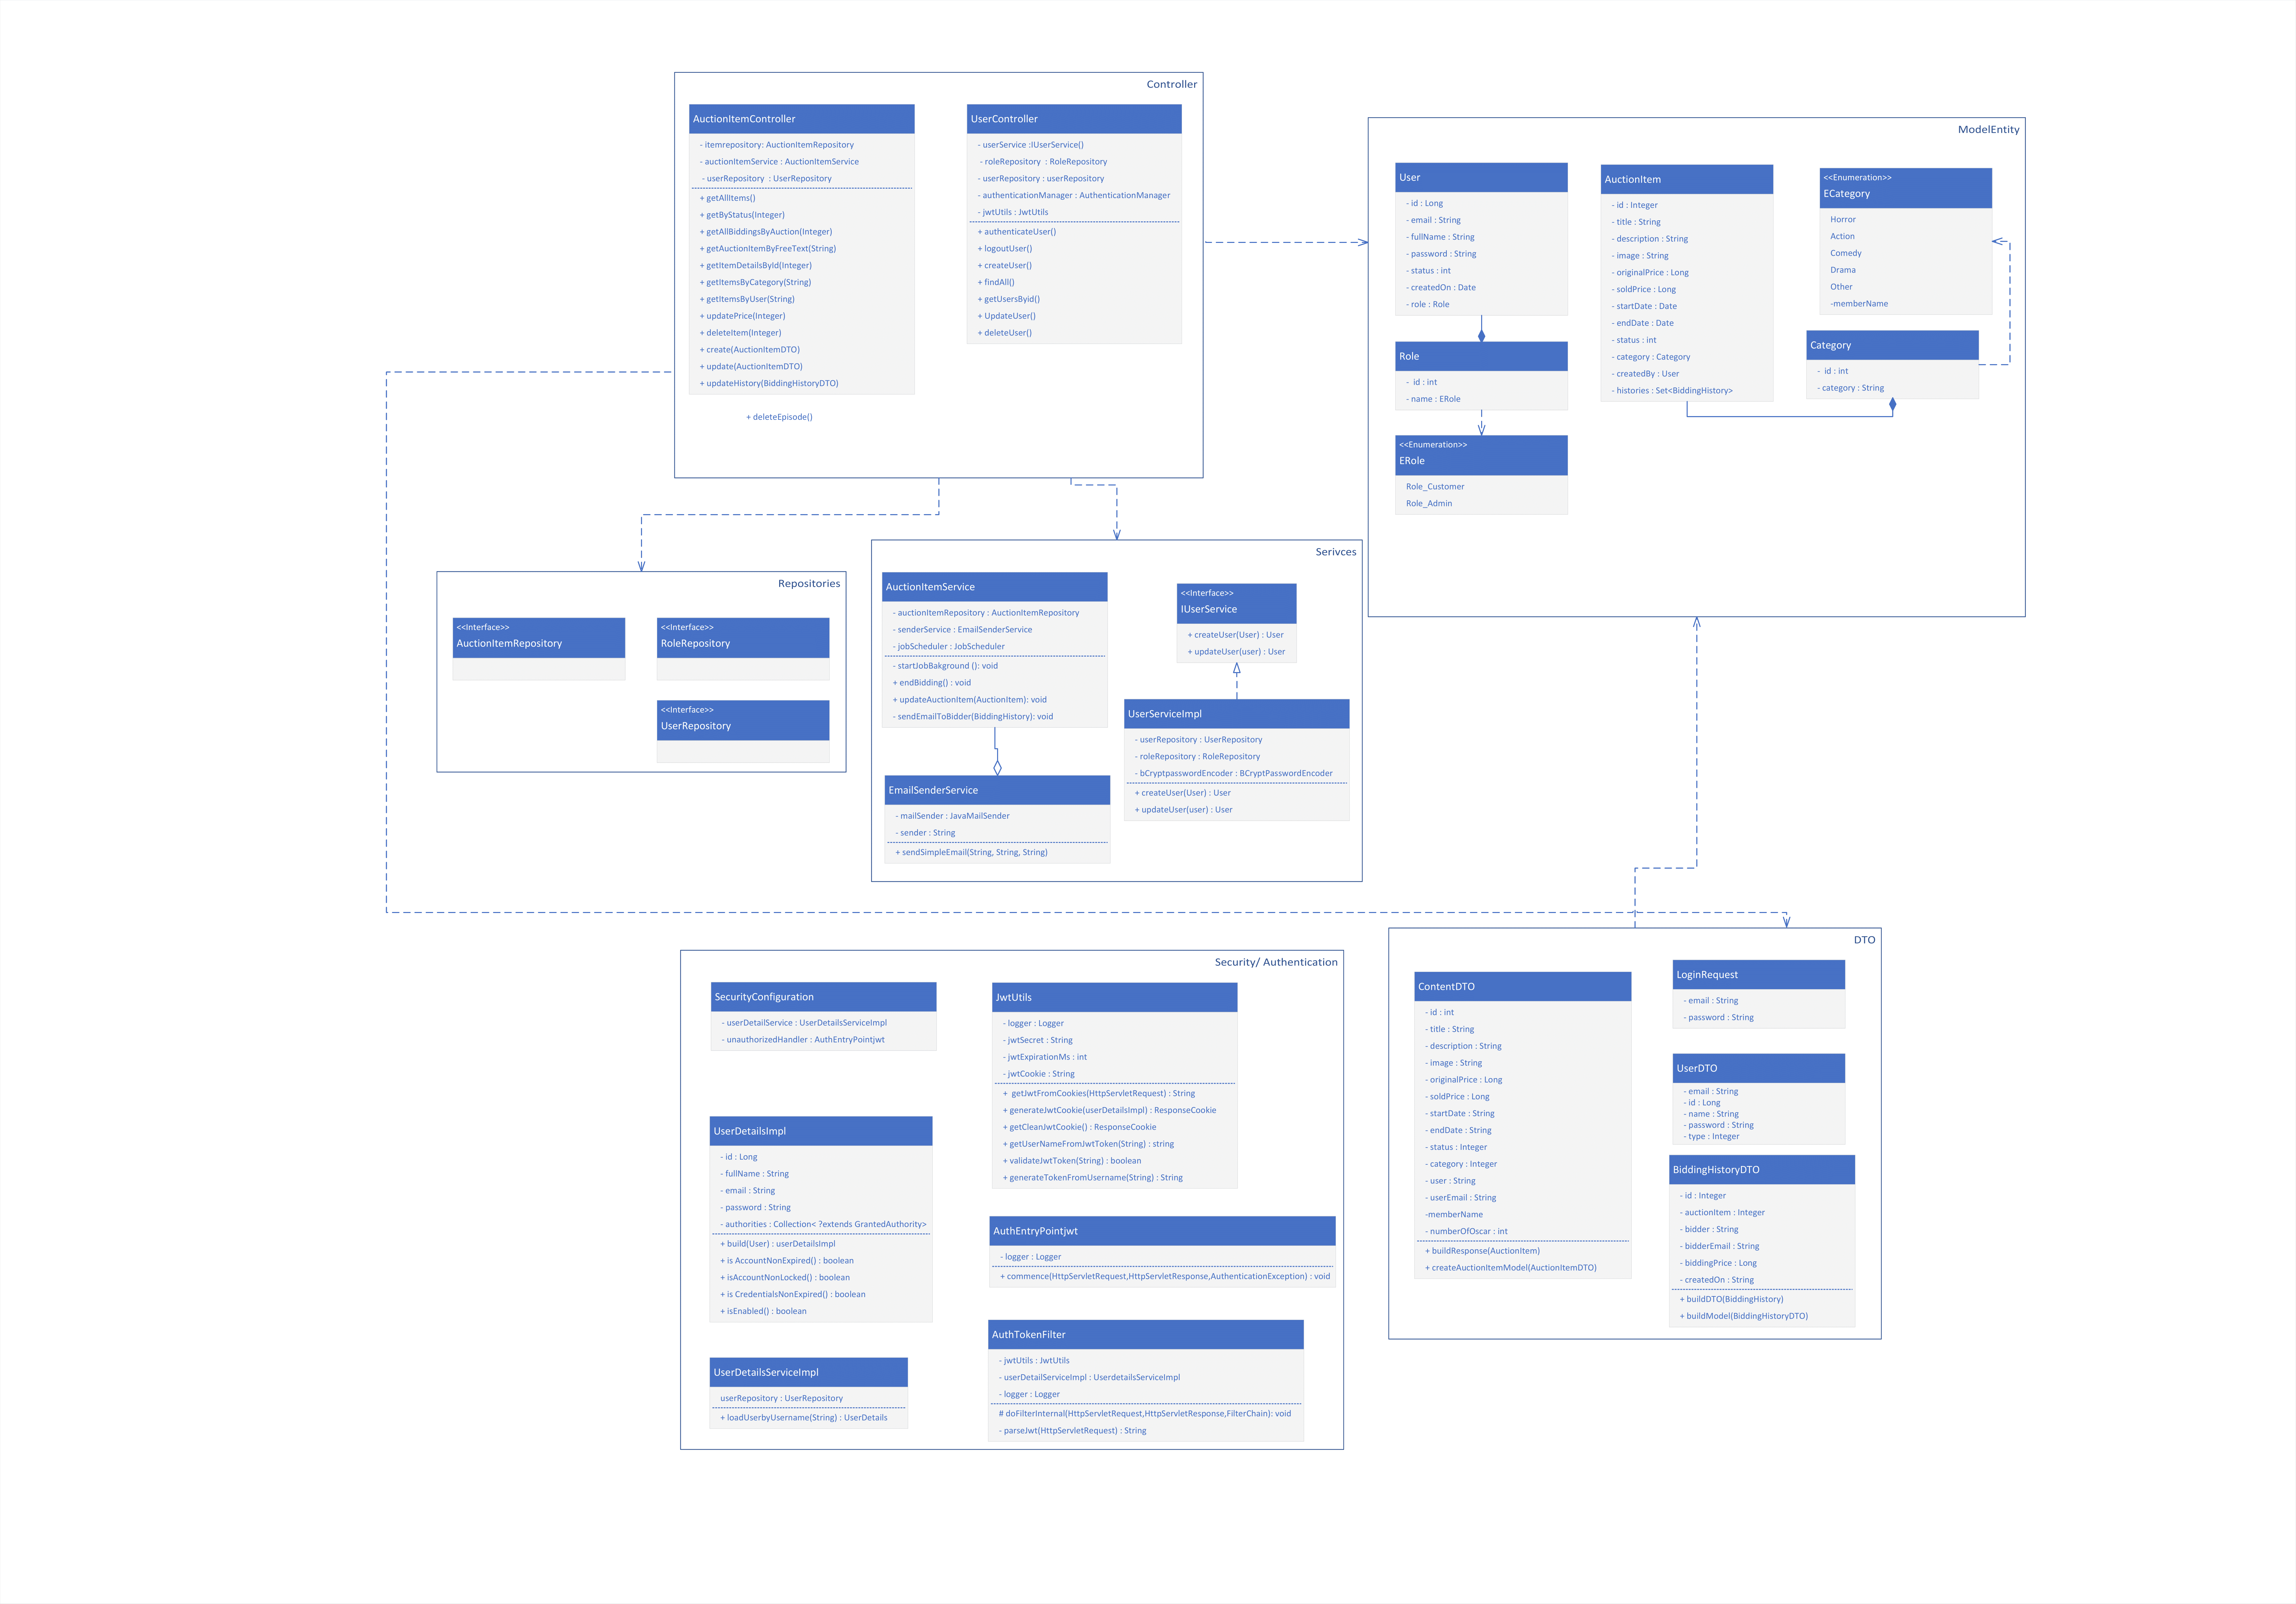 Controller
AuctionItemController
- itemrepository: AuctionItemRepository
- auctionItemService : AuctionItemService
- userRepository  : UserRepository
+ getAllItems()
+ getByStatus(Integer)
+ getAllBiddingsByAuction(Integer)
+ getAuctionItemByFreeText(String)
+ getItemDetailsById(Integer)
+ getItemsByCategory(String)
+ getItemsByUser(String)
+ updatePrice(Integer)
+ deleteItem(Integer)
+ create(AuctionItemDTO)
+ update(AuctionItemDTO)
+ updateHistory(BiddingHistoryDTO)
+ deleteEpisode()
UserController
- userService :IUserService()
- roleRepository  : RoleRepository
- userRepository : userRepository
- authenticationManager : AuthenticationManager
- jwtUtils : JwtUtils
+ authenticateUser()
+ logoutUser()
+ createUser()
+ findAll()
+ getUsersByid()
+ UpdateUser()
+ deleteUser()
ModelEntity
User
- id : Long
- email : String
- fullName : String
- password : String
- status : int
- createdOn : Date
- role : Role
Role
-  id : int
- name : ERole
<<Enumeration>>
ERole
Role_Customer
Role_Admin
AuctionItem
- id : Integer
- title : String
- description : String
- image : String
- originalPrice : Long
- soldPrice : Long
- startDate : Date
- endDate : Date
- status : int
- category : Category
- createdBy : User
- histories : Set<BiddingHistory>
<<Enumeration>>
ECategory
Horror
Action
Comedy
Drama
Other
-memberName
Category
-  id : int
- category : String
Repositories
<<Interface>>
AuctionItemRepository
<<Interface>>
RoleRepository
<<Interface>>
UserRepository
Serivces
AuctionItemService
- auctionItemRepository : AuctionItemRepository
- senderService : EmailSenderService
- jobScheduler : JobScheduler
- startJobBakground (): void
+ endBidding() : void
+ updateAuctionItem(AuctionItem): void
- sendEmailToBidder(BiddingHistory): void
EmailSenderService
- mailSender : JavaMailSender
- sender : String
+ sendSimpleEmail(String, String, String)
<<Interface>>
IUserService
+ createUser(User) : User
+ updateUser(user) : User
UserServiceImpl
- userRepository : UserRepository
- roleRepository : RoleRepository
- bCryptpasswordEncoder : BCryptPasswordEncoder
+ createUser(User) : User
+ updateUser(user) : User
Security/ Authentication
SecurityConfiguration
- userDetailService : UserDetailsServiceImpl
- unauthorizedHandler : AuthEntryPointjwt
UserDetailsImpl
- id : Long
- fullName : String
- email : String
- password : String
- authorities : Collection< ?extends GrantedAuthority>
+ build(User) : userDetailsImpl
+ is AccountNonExpired() : boolean
+ isAccountNonLocked() : boolean
+ is CredentialsNonExpired() : boolean
+ isEnabled() : boolean
UserDetailsServiceImpl
userRepository : UserRepository
+ loadUserbyUsername(String) : UserDetails
JwtUtils
- logger : Logger
- jwtSecret : String
- jwtExpirationMs : int
- jwtCookie : String
+  getJwtFromCookies(HttpServletRequest) : String
+ generateJwtCookie(userDetailsImpl) : ResponseCookie
+ getCleanJwtCookie() : ResponseCookie
+ getUserNameFromJwtToken(String) : string
+ validateJwtToken(String) : boolean
+ generateTokenFromUsername(String) : String
AuthEntryPointjwt
- logger : Logger
+ commence(HttpServletRequest,HttpServletResponse,AuthenticationException) : void
AuthTokenFilter
- jwtUtils : JwtUtils
- userDetailServiceImpl : UserdetailsServiceImpl
- logger : Logger
# doFilterInternal(HttpServletRequest,HttpServletResponse,FilterChain): void
- parseJwt(HttpServletRequest) : String
DTO
ContentDTO
- id : int
- title : String
- description : String
- image : String
- originalPrice : Long
- soldPrice : Long
- startDate : String
- endDate : String
- status : Integer
- category : Integer
- user : String
- userEmail : String
-memberName
- numberOfOscar : int
+ buildResponse(AuctionItem)
+ createAuctionItemModel(AuctionItemDTO)
LoginRequest
- email : String
- password : String
UserDTO
- email : String
- id : Long
- name : String
- password : String
- type : Integer
BiddingHistoryDTO
- id : Integer
- auctionItem : Integer
- bidder : String
- bidderEmail : String
- biddingPrice : Long
- createdOn : String
+ buildDTO(BiddingHistory)
+ buildModel(BiddingHistoryDTO)